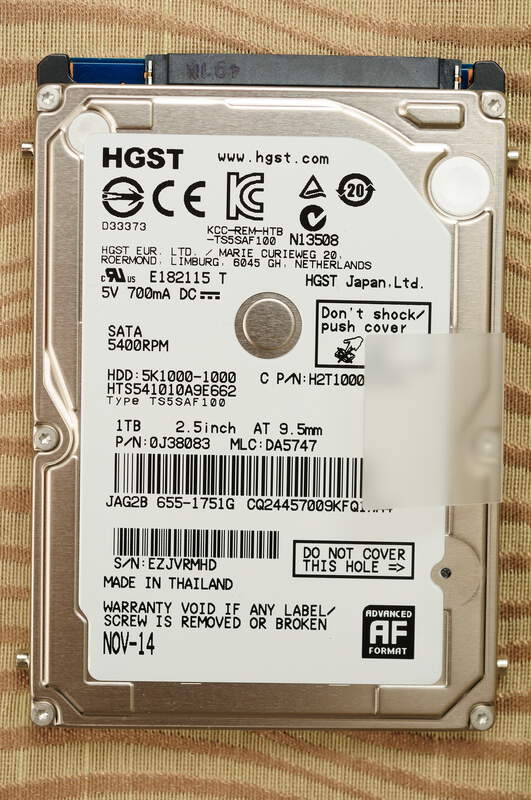 HGST www.hgst.com
20
D33373
KCC-REM-HTB
-TS5SAF100 N13508
HGST EUR. LTD. / MARIE CURIEWEG 20,
ROERMOND, LIMBURG, 6045 GH, NETHERLANDS
c RU us E182115 T HGST Japan,Ltd.
5V 700mA DC
Don't shock/
push cover
SATA
5400RPM
HDD:5K1000-1000 C P/N:H2T1000
HTS541010A9E662
Type TS5SAF100
1TB 2.5inch AT 9.5mm
P/N:0J38083 MLC:DA5747
JAG2B 655-1751G
S/N:EZJVRMHD
DO NOT COVER
THIS HOLE =>
MADE IN THAILAND
WARRANTY VOID IF ANY LABEL/
SCREW IS REMOVED OR BROKEN
NOV-14
ADVANCED
AF
FORMAT